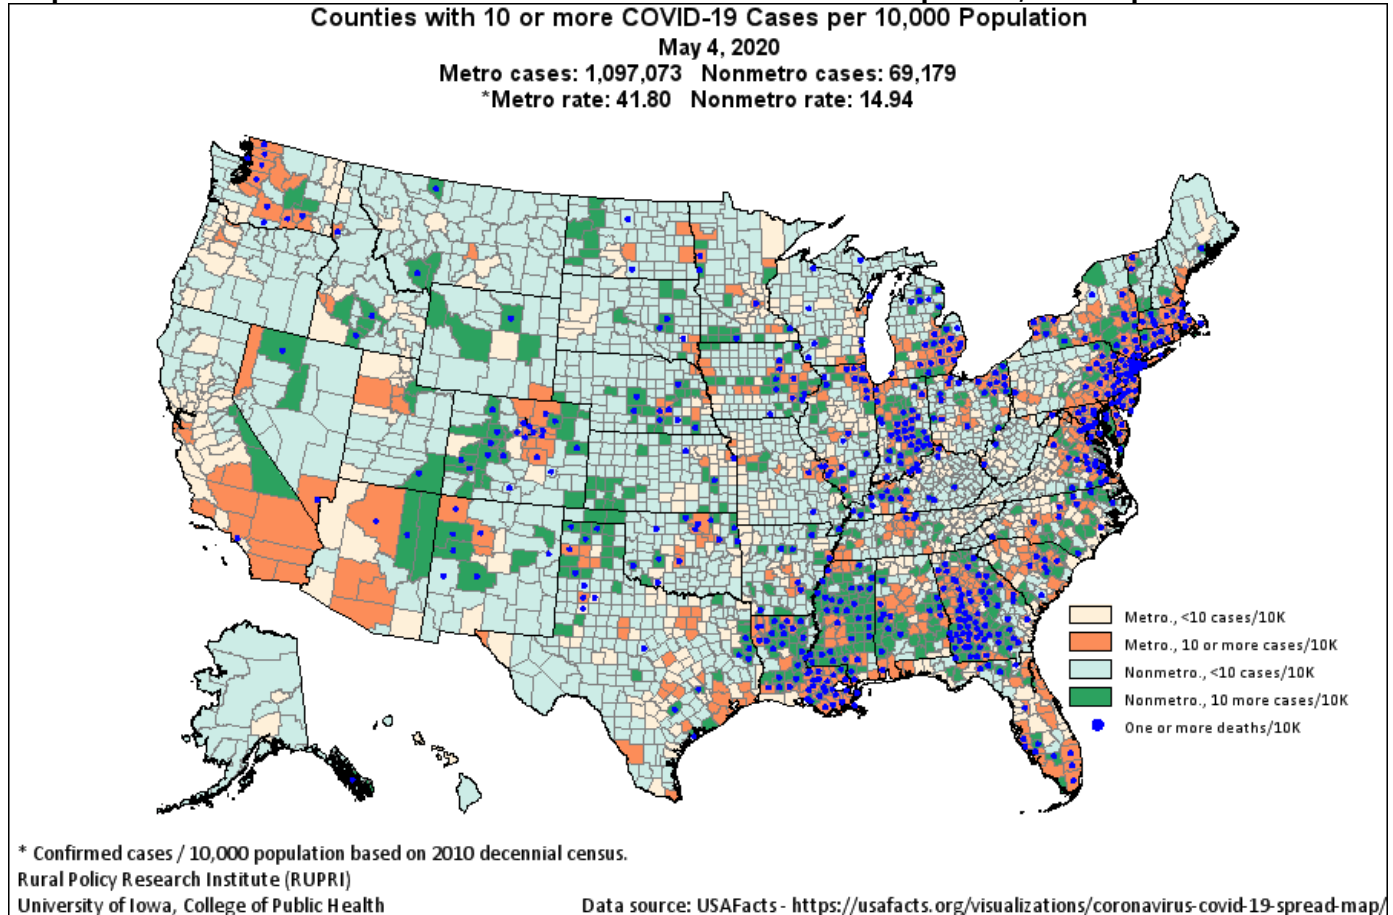 Counties with 10 or more COVID-19 Cases per 10,000 Population
May 4, 2020
Metro cases: 1,097,073 Nonmetro cases: 69,179
*Metro rate: 41.80 Nonmetro rate: 14.94
Metro., <10 cases/10K
Metro., 10 or more cases/10K
Nonmetro., <10 cases/10K
Nonmetro., 10 more cases/10K
One or more deaths/10K
* Confirmed cases / 10,000 population based on 2010 decennial census.
Rural Policy Research Institute (RUPRI)
University of Iowa, College of Public Health
Data source: USAFacts - https://usafacts.org/visualizations/coronavirus-covid-19-spread-map/